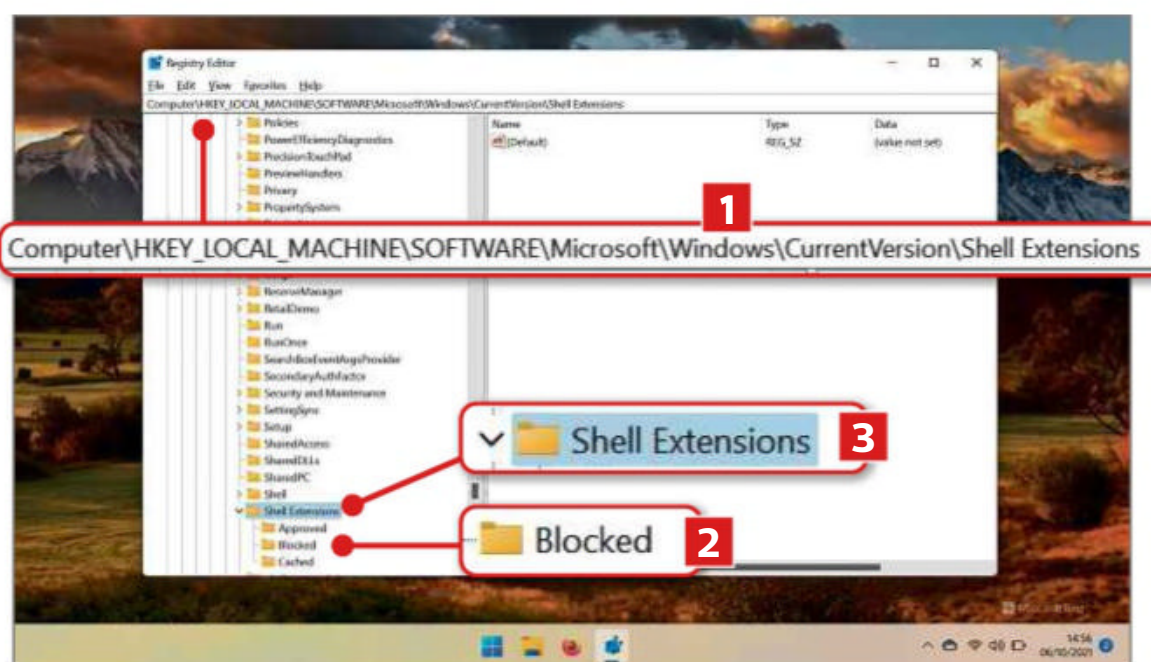 Registry Editor
File Edit View Favorites Help
Computer\HKEY_LOCAL_MACHINE\SOFTWARE\Microsoft\Windows\CurrentVersion\Shell Extensions
Name Type Data
(Default) REG_SZ (value not set)
Policies
PowerEfficiencyDiagnostics
PrecisionTouchPad
PreviewHandlers
Privacy
PropertySystem
1
Computer\HKEY_LOCAL_MACHINE\SOFTWARE\Microsoft\Windows\CurrentVersion\Shell Extensions
ReserveManager
RetailDemo
Run
RunOnce
SearchBoxEventArgsProvider
SecondaryAuthFactor
Security and Maintenance
SettingSync
Setup
SharedAccess
SharedDLLs
SharedPC
Shell
Shell Extensions
Approved
Blocked
Cached
Shell Extensions 3
Blocked 2
14:56
06/10/2021